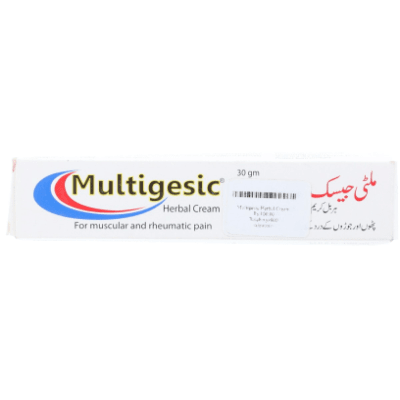 Multigesic®
Herbal Cream
For muscular and rheumatic pain
30 gm
ملٹی جیسک
ہربل کریم
پٹھوں اور جوڑوں کے درد